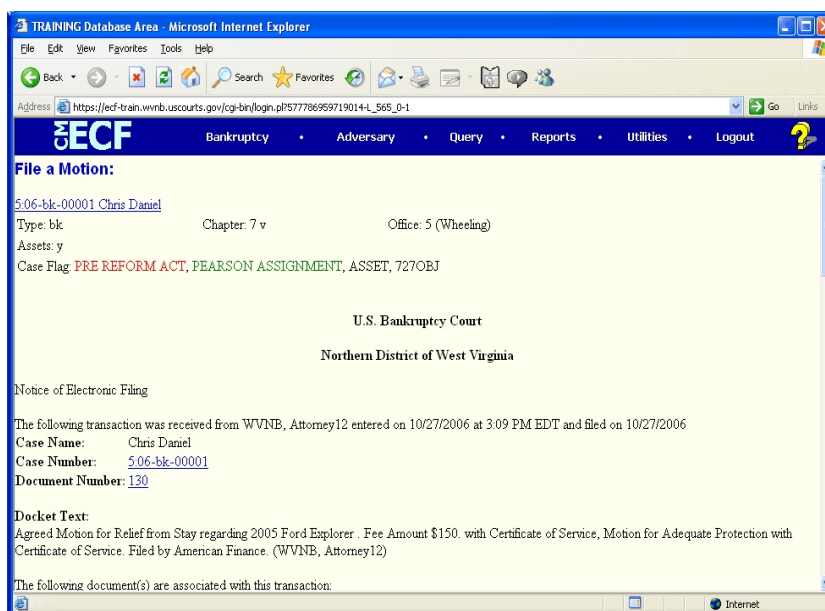 TRAINING Database Area - Microsoft Internet Explorer
File Edit View Favorites Tools Help
Back Search Favorites
Address https://ecf-train.wvnb.uscourts.gov/cgi-bin/login.pl?577786959719014-L_565_0-1 Go Links
CM ECF Bankruptcy • Adversary • Query • Reports • Utilities • Logout ?
File a Motion:
5:06-bk-00001 Chris Daniel
Type: bk Chapter: 7 v Office: 5 (Wheeling)
Assets: y
Case Flag: PRE REFORM ACT, PEARSON ASSIGNMENT, ASSET, 727OBJ
U.S. Bankruptcy Court
Northern District of West Virginia
Notice of Electronic Filing
The following transaction was received from WVNB, Attorney12 entered on 10/27/2006 at 3:09 PM EDT and filed on 10/27/2006
Case Name: Chris Daniel
Case Number: 5:06-bk-00001
Document Number: 130
Docket Text:
Agreed Motion for Relief from Stay regarding 2005 Ford Explorer . Fee Amount $150. with Certificate of Service, Motion for Adequate Protection with
Certificate of Service. Filed by American Finance. (WVNB, Attorney12)
The following document(s) are associated with this transaction:
Internet